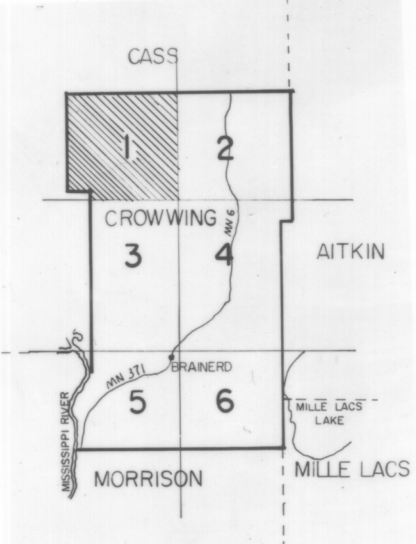 CASS
1
2
CROWWING
MN 6
3
4
AITKIN
MN 371
BRAINERD
5
6
MILLE LACS
LAKE
MISSISSIPPI RIVER
MORRISON
MILLE LACS